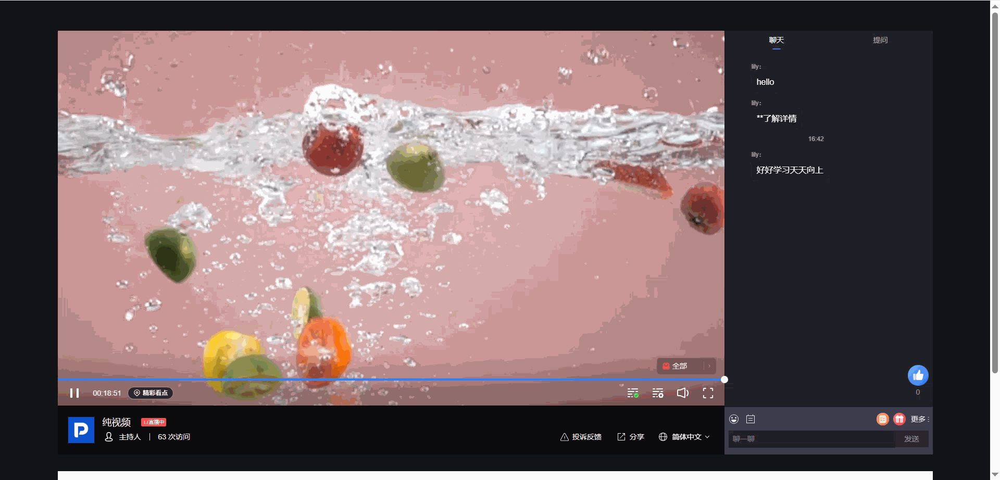 聊天
提问
lily:
hello
lily:
**了解详情
16:42
lily:
好好学习天天向上
全部
00:18:51
精彩看点
0
纯视频
直播中
主持人
63 次访问
投诉反馈
分享
简体中文
更多
聊一聊
发送